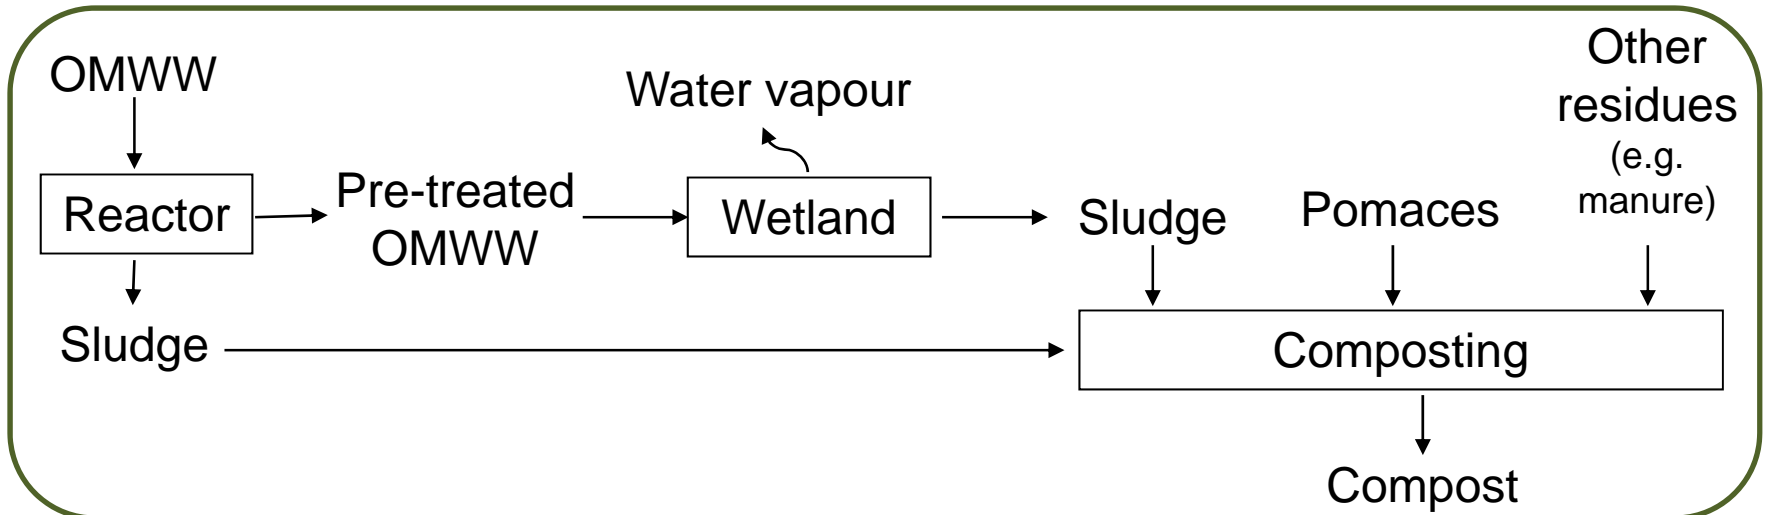 OMWW
Reactor
Sludge
Pre-treated
OMWW
Water vapour
Wetland
Sludge
Pomaces
Other
residues
(e.g.
manure)
Composting
Compost